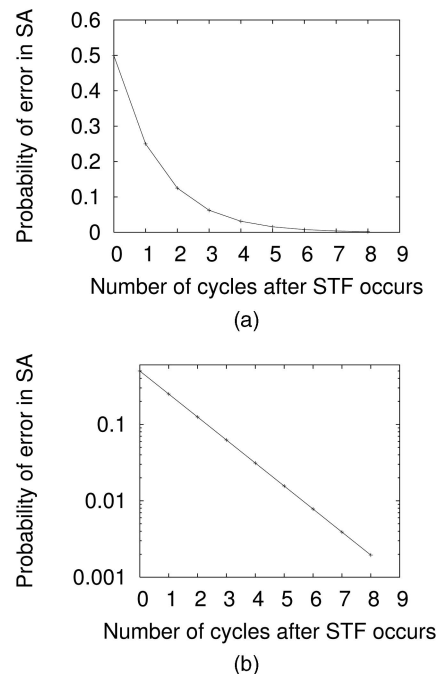 Probability of error in SA
0.6
0.5
0.4
0.3
0.2
0.1
0
0 1 2 3 4 5 6 7 8 9
Number of cycles after STF occurs
(a)
Probability of error in SA
0.1
0.01
0.001
0 1 2 3 4 5 6 7 8 9
Number of cycles after STF occurs
(b)